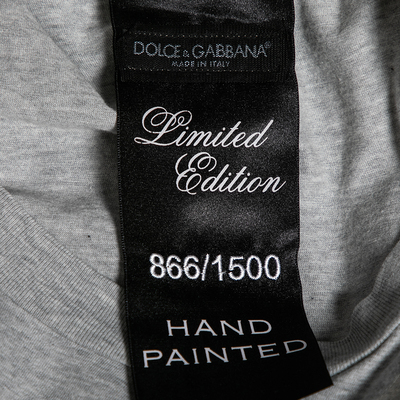 DOLCE & GABBANA®
MADE IN ITALY
Limited
Edition
866/1500
HAND
PAINTED